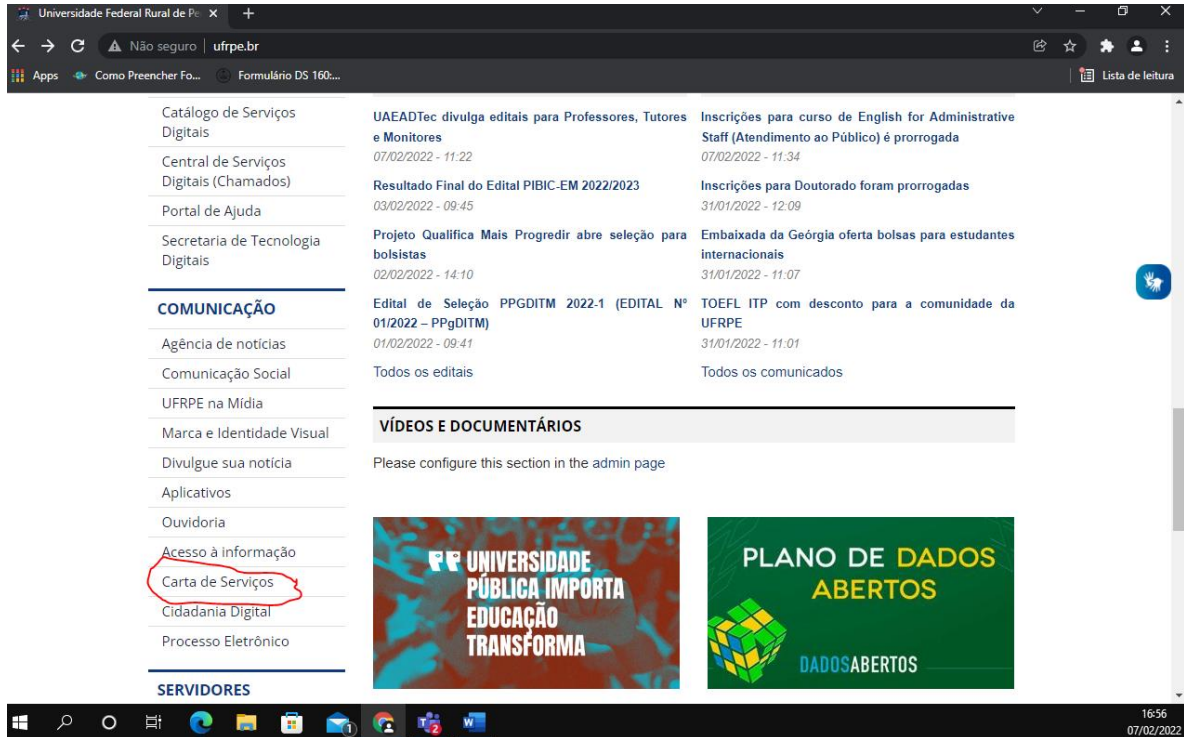 Universidade Federal Rural de Pe
Não seguro
ufrpe.br
Apps
Como Preencher Fo...
Formulário DS 160:...
Lista de leitura
Catálogo de Serviços
Digitais
Central de Serviços
Digitais (Chamados)
Portal de Ajuda
Secretaria de Tecnologia
Digitais
COMUNICAÇÃO
Agência de notícias
Comunicação Social
UFRPE na Mídia
Marca e Identidade Visual
Divulgue sua notícia
Aplicativos
Ouvidoria
Acesso à informação
Carta de Serviços
Cidadania Digital
Processo Eletrônico
SERVIDORES
UAEADTec divulga editais para Professores, Tutores
e Monitores
07/02/2022 - 11:22
Resultado Final do Edital PIBIC-EM 2022/2023
03/02/2022 - 09:45
Projeto Qualifica Mais Progredir abre seleção para
bolsistas
02/02/2022 - 14:10
Edital de Seleção PPGDITM 2022-1 (EDITAL Nº
01/2022 – PPgDITM)
01/02/2022 - 09:41
Todos os editais
Inscrições para curso de English for Administrative
Staff (Atendimento ao Público) é prorrogada
07/02/2022 - 11:34
Inscrições para Doutorado foram prorrogadas
31/01/2022 - 12:09
Embaixada da Geórgia oferta bolsas para estudantes
internacionais
31/01/2022 - 11:07
TOEFL ITP com desconto para a comunidade da
UFRPE
31/01/2022 - 11:01
Todos os comunicados
VÍDEOS E DOCUMENTÁRIOS
Please configure this section in the admin page
UNIVERSIDADE
PÚBLICA IMPORTA
EDUCAÇÃO
TRANSFORMA
PLANO DE DADOS
ABERTOS
DADOSABERTOS
1
2
16:56
07/02/2022